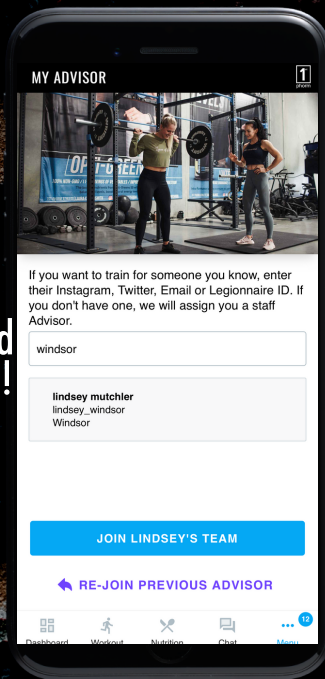 MY ADVISOR
1
phorm
OPTI-GREENS
If you want to train for someone you know, enter
their Instagram, Twitter, Email or Legionnaire ID. If
you don't have one, we will assign you a staff
Advisor.
d
!
windsor
lindsey mutchler
lindsey_windsor
Windsor
JOIN LINDSEY'S TEAM
RE-JOIN PREVIOUS ADVISOR
12
Dashboard Workout Nutrition Chat Menu